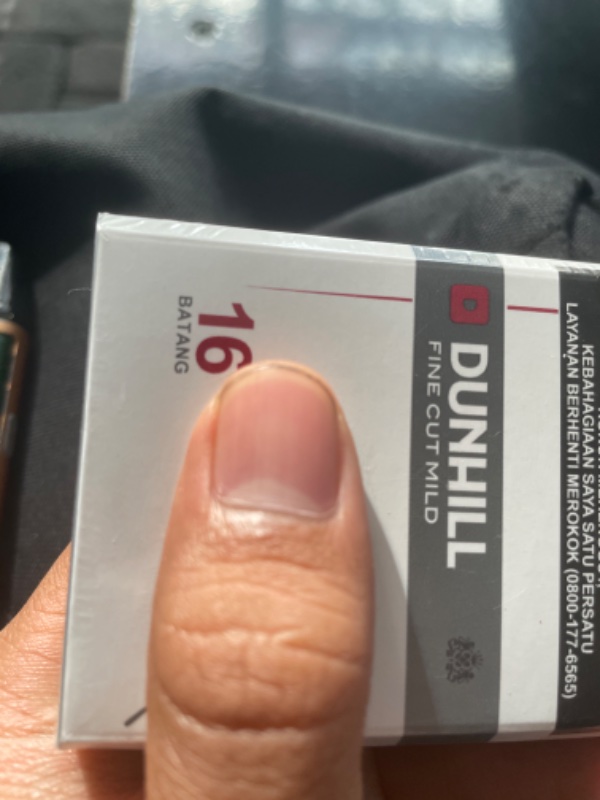 KEBAHAGIAAN SAYA SATU PERSATU
LAYANAN BERHENTI MEROKOK (0800-177-6565)
DUNHILL
FINE CUT MILD
16
BATANG